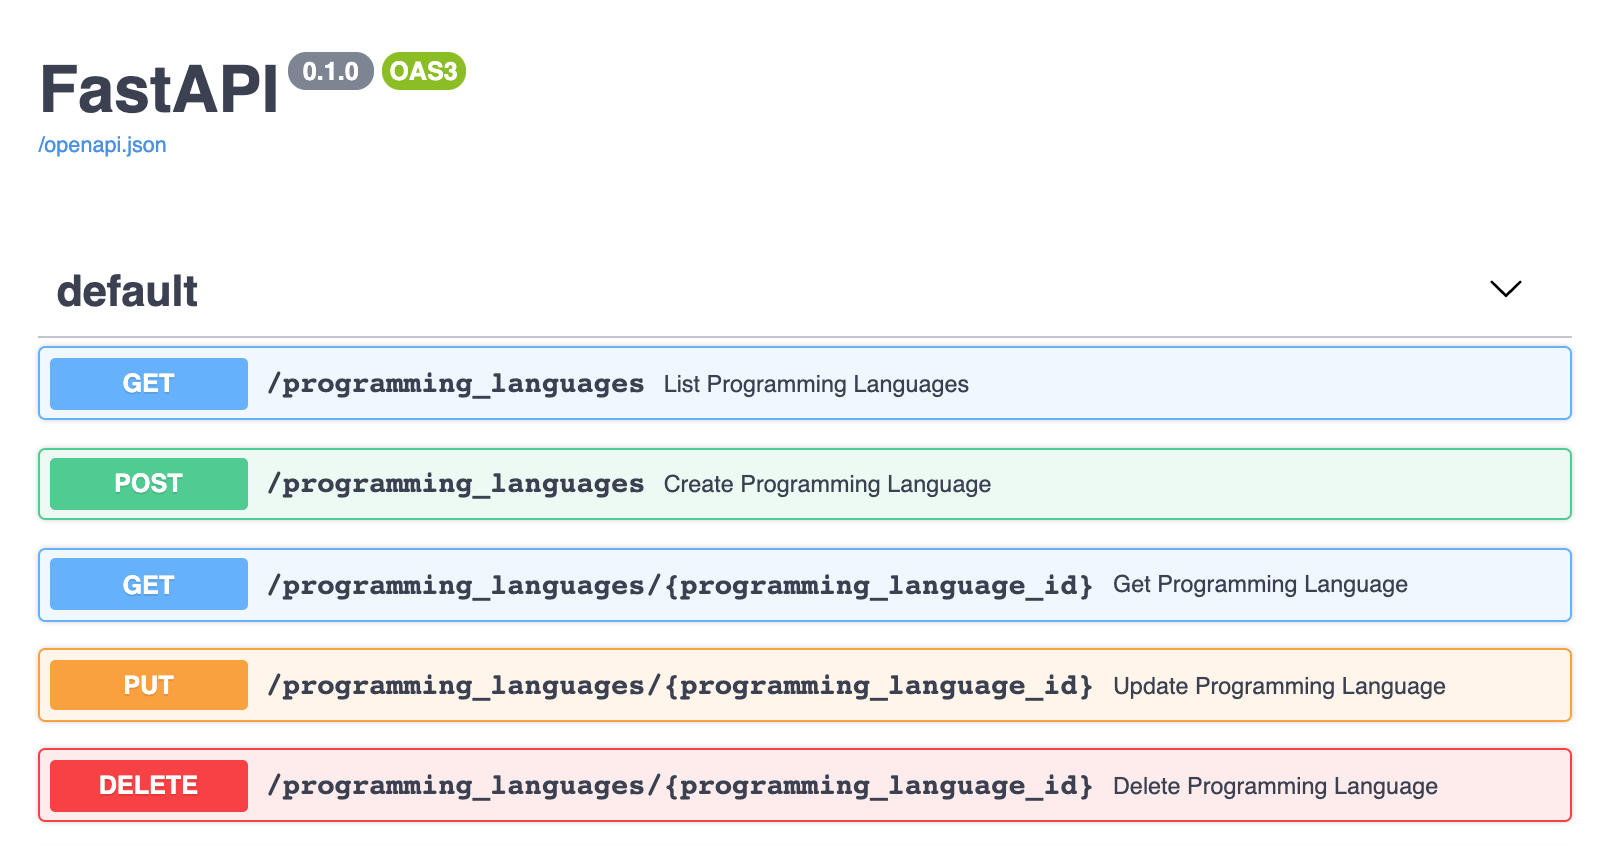 FastAPI 0.1.0 OAS3
/openapi.json
default
GET /programming_languages List Programming Languages
POST /programming_languages Create Programming Language
GET /programming_languages/{programming_language_id} Get Programming Language
PUT /programming_languages/{programming_language_id} Update Programming Language
DELETE /programming_languages/{programming_language_id} Delete Programming Language